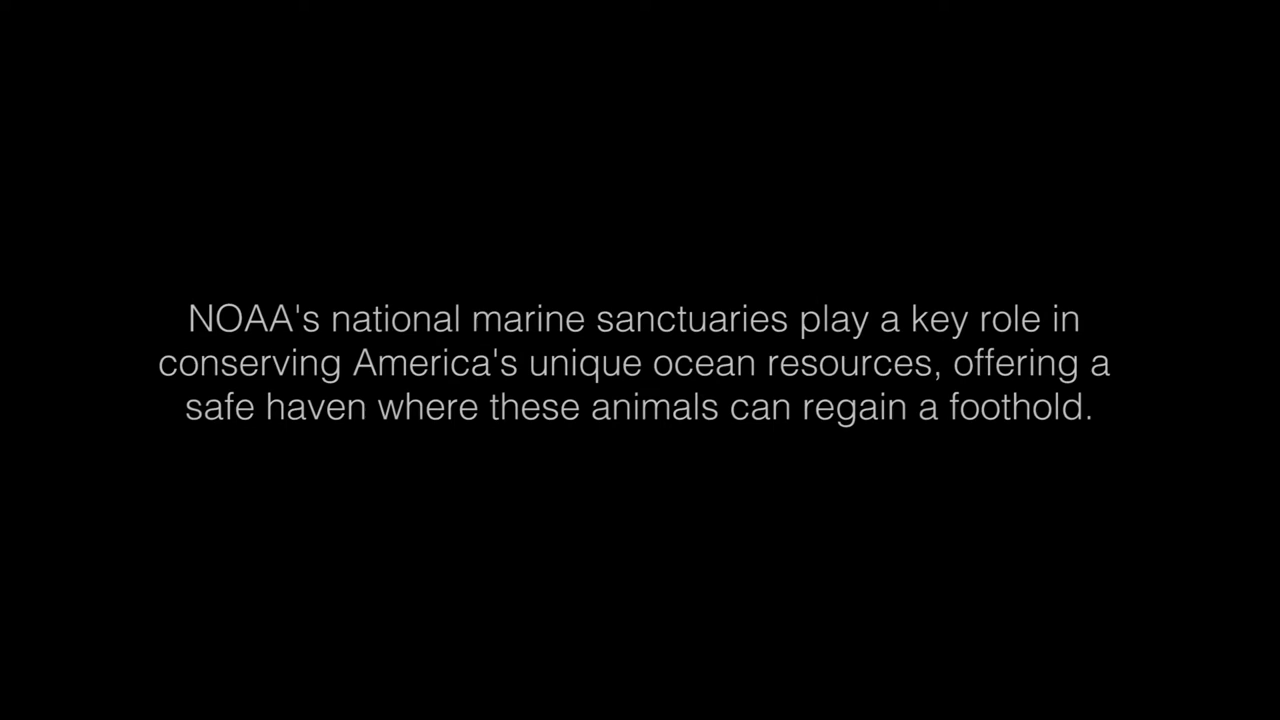 NOAA's national marine sanctuaries play a key role in
conserving America's unique ocean resources, offering a
safe haven where these animals can regain a foothold.